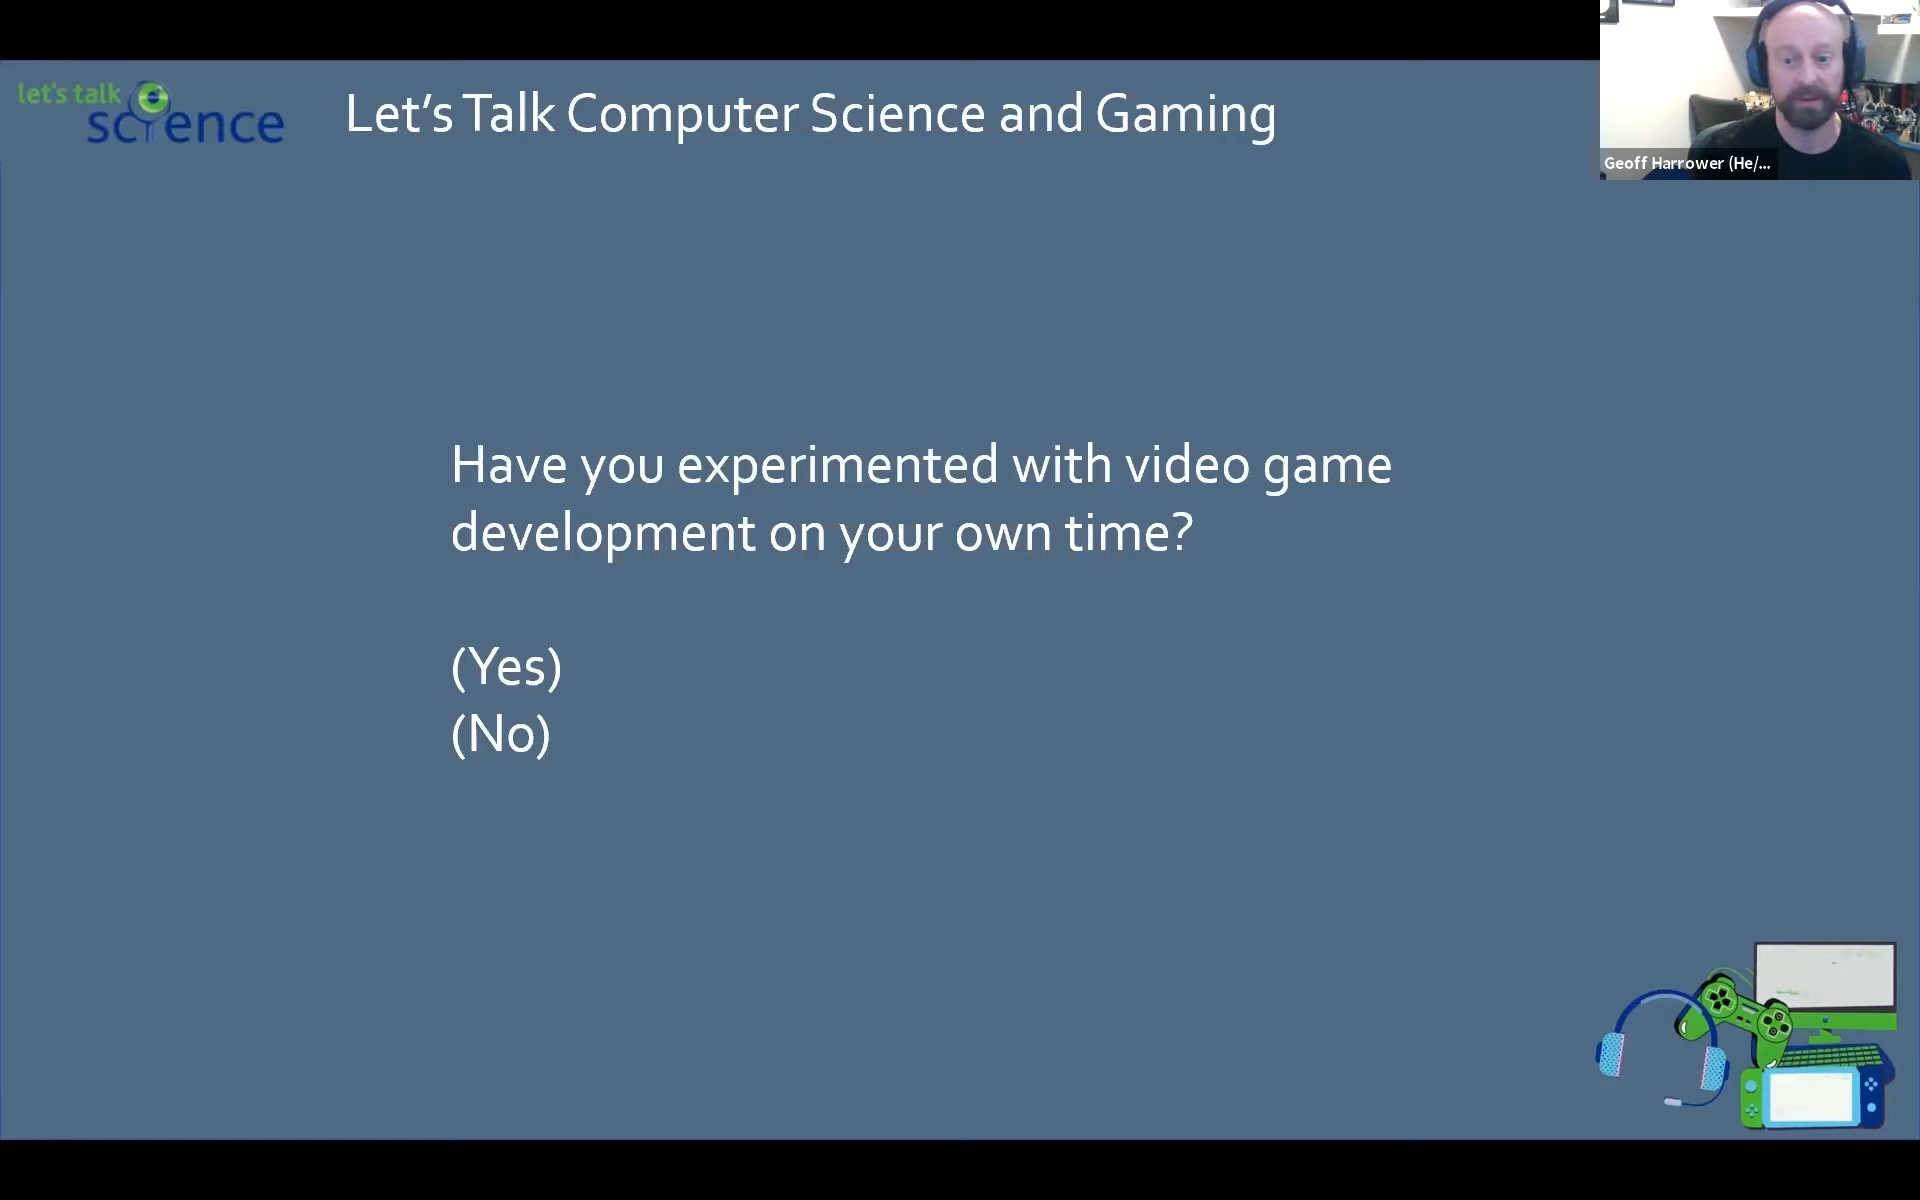 let's talk
science
Let’s Talk Computer Science and Gaming
Geoff Harrower (He/...
Have you experimented with video game
development on your own time?
(Yes)
(No)